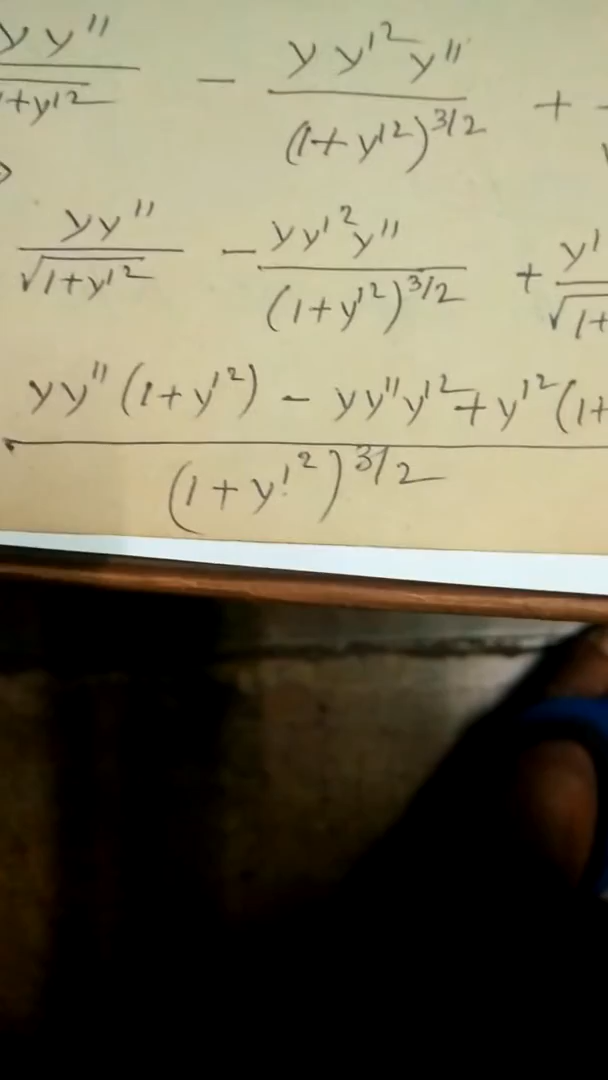 yy'' / √1+y'² - yy'²y'' / (1+y'²)^3/2 +
yy'' / √1+y'² - yy'²y'' / (1+y'²)^3/2 + y' / √1+
yy''(1+y'²) - yy''y'²+y'²(1+ / (1+y'²)^3/2